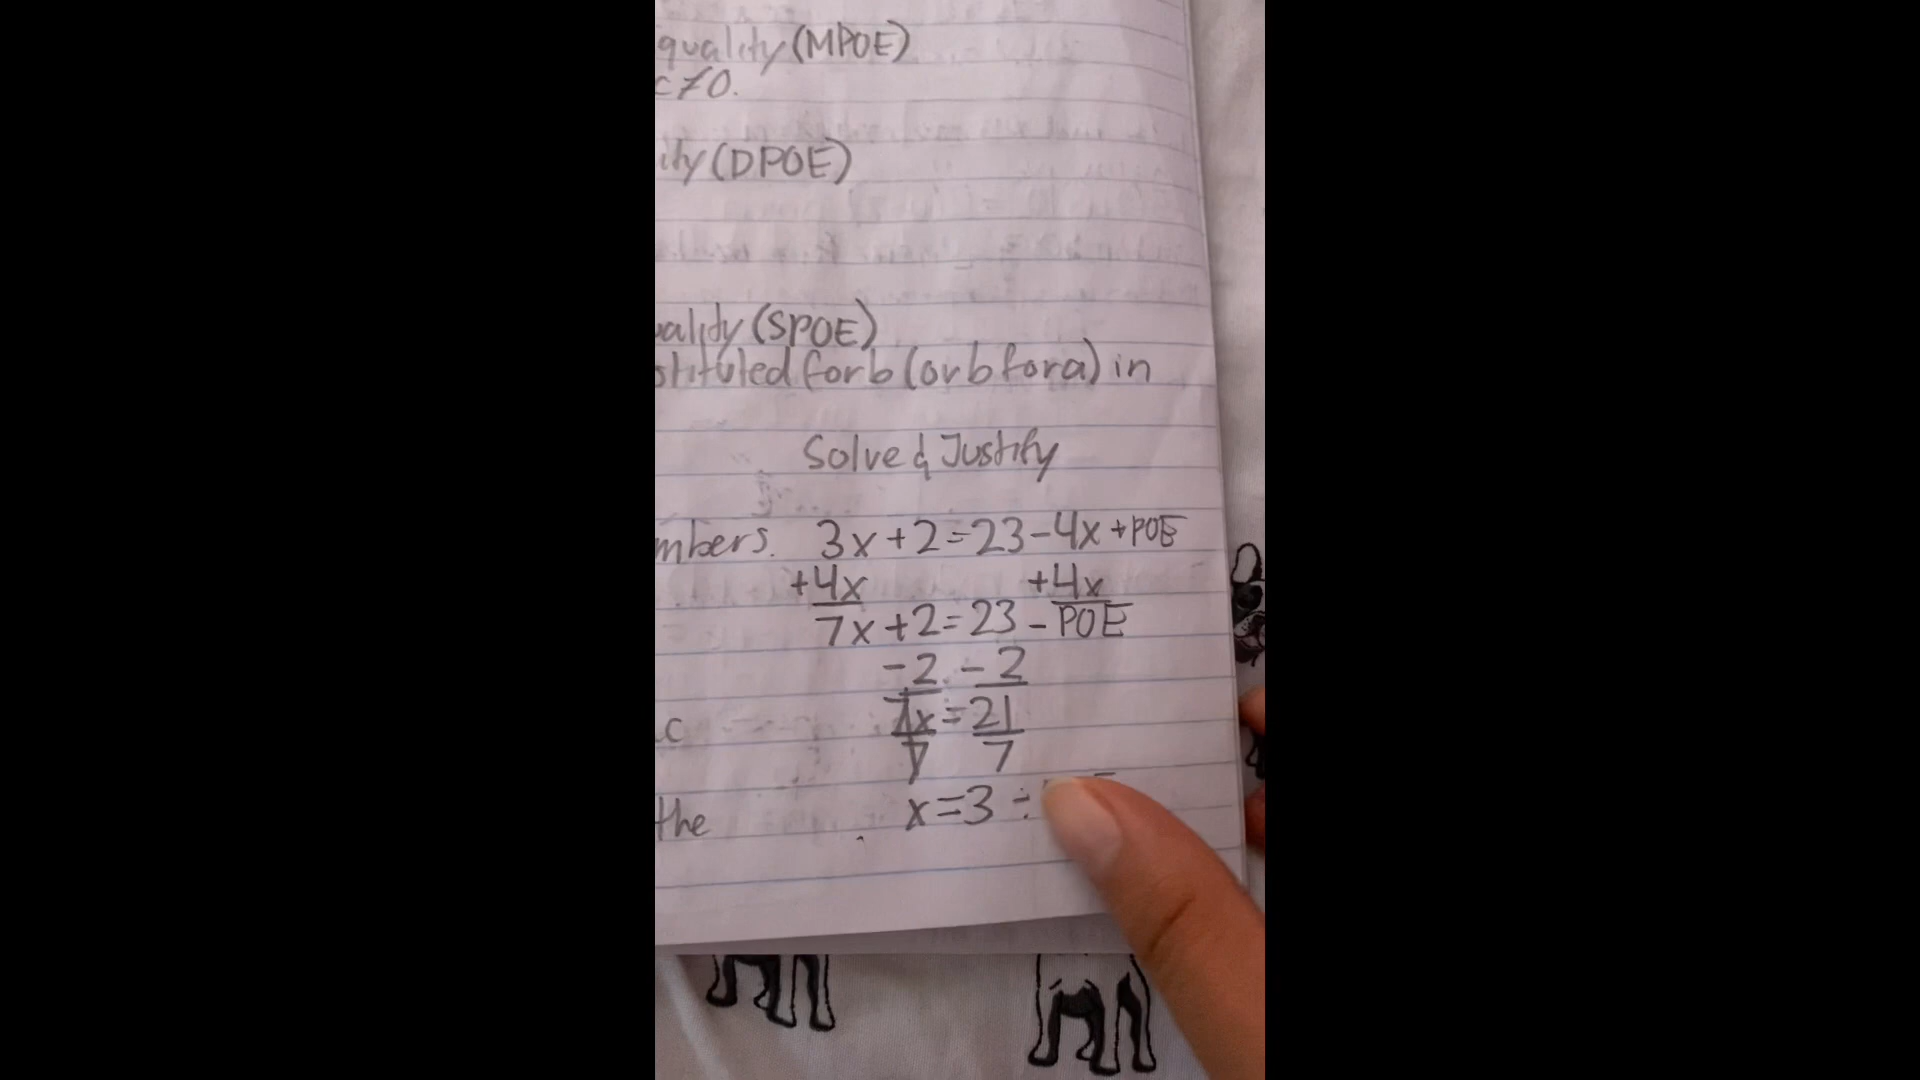 quality (MPOE)
c≠0.
ity (DPOE)
uality (SPOE)
stituted for b (or b for a) in
Solve & Justify
mbers. 3x+2=23-4x +POE
+4x +4x
7x+2=23 -POE
-2 -2
7x=21
7 7
c
x=3 ÷
the